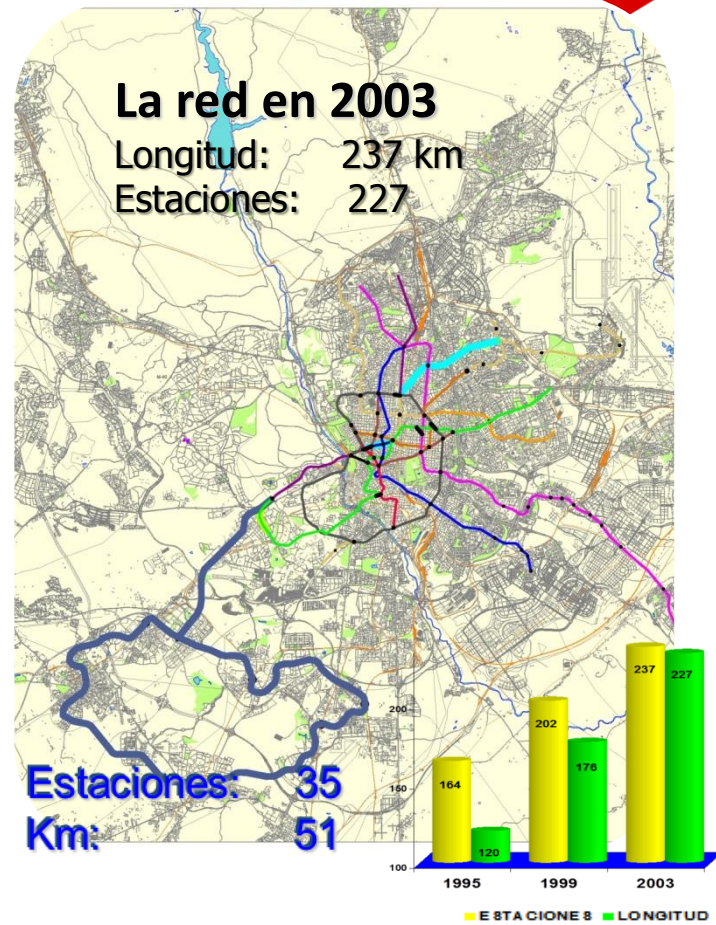 La red en 2003
Longitud: 237 km
Estaciones: 227
Estaciones: 35
Km: 51
200
150
100
164
120
202
176
237
227
1995 1999 2003
ESTACIONES LONGITUD